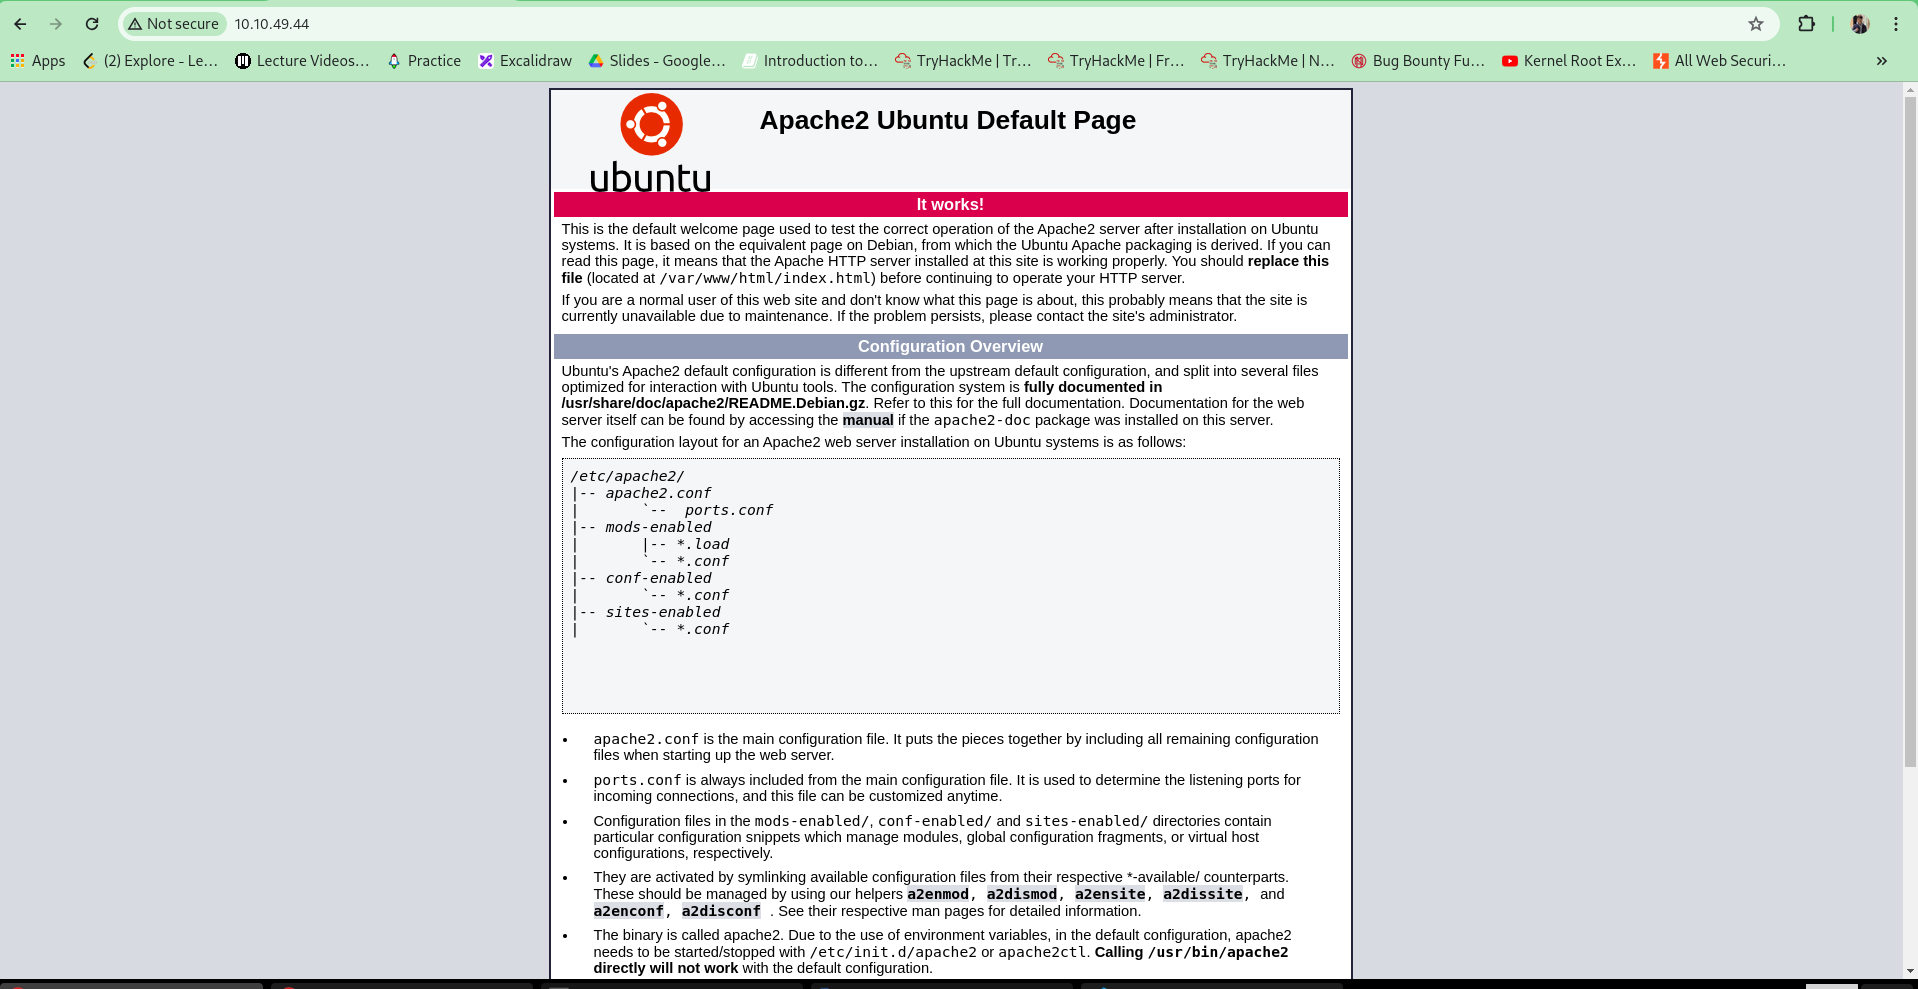 Not secure 10.10.49.44
Apps (2) Explore - Le... Lecture Videos... Practice Excalidraw Slides - Google... Introduction to... TryHackMe | Tr... TryHackMe | Fr... TryHackMe | N... Bug Bounty Fu... Kernel Root Ex... All Web Securi... »
ubuntu
Apache2 Ubuntu Default Page
It works!
This is the default welcome page used to test the correct operation of the Apache2 server after installation on Ubuntu
systems. It is based on the equivalent page on Debian, from which the Ubuntu Apache packaging is derived. If you can
read this page, it means that the Apache HTTP server installed at this site is working properly. You should replace this
file (located at /var/www/html/index.html) before continuing to operate your HTTP server.
If you are a normal user of this web site and don't know what this page is about, this probably means that the site is
currently unavailable due to maintenance. If the problem persists, please contact the site's administrator.
Configuration Overview
Ubuntu's Apache2 default configuration is different from the upstream default configuration, and split into several files
optimized for interaction with Ubuntu tools. The configuration system is fully documented in
/usr/share/doc/apache2/README.Debian.gz. Refer to this for the full documentation. Documentation for the web
server itself can be found by accessing the manual if the apache2-doc package was installed on this server.
The configuration layout for an Apache2 web server installation on Ubuntu systems is as follows:
/etc/apache2/
|-- apache2.conf
|       `--  ports.conf
|-- mods-enabled
|       |-- *.load
|       `-- *.conf
|-- conf-enabled
|       `-- *.conf
|-- sites-enabled
|       `-- *.conf
• apache2.conf is the main configuration file. It puts the pieces together by including all remaining configuration
files when starting up the web server.
• ports.conf is always included from the main configuration file. It is used to determine the listening ports for
incoming connections, and this file can be customized anytime.
• Configuration files in the mods-enabled/, conf-enabled/ and sites-enabled/ directories contain
particular configuration snippets which manage modules, global configuration fragments, or virtual host
configurations, respectively.
• They are activated by symlinking available configuration files from their respective *-available/ counterparts.
These should be managed by using our helpers a2enmod, a2dismod, a2ensite, a2dissite, and
a2enconf, a2disconf . See their respective man pages for detailed information.
• The binary is called apache2. Due to the use of environment variables, in the default configuration, apache2
needs to be started/stopped with /etc/init.d/apache2 or apache2ctl. Calling /usr/bin/apache2
directly will not work with the default configuration.